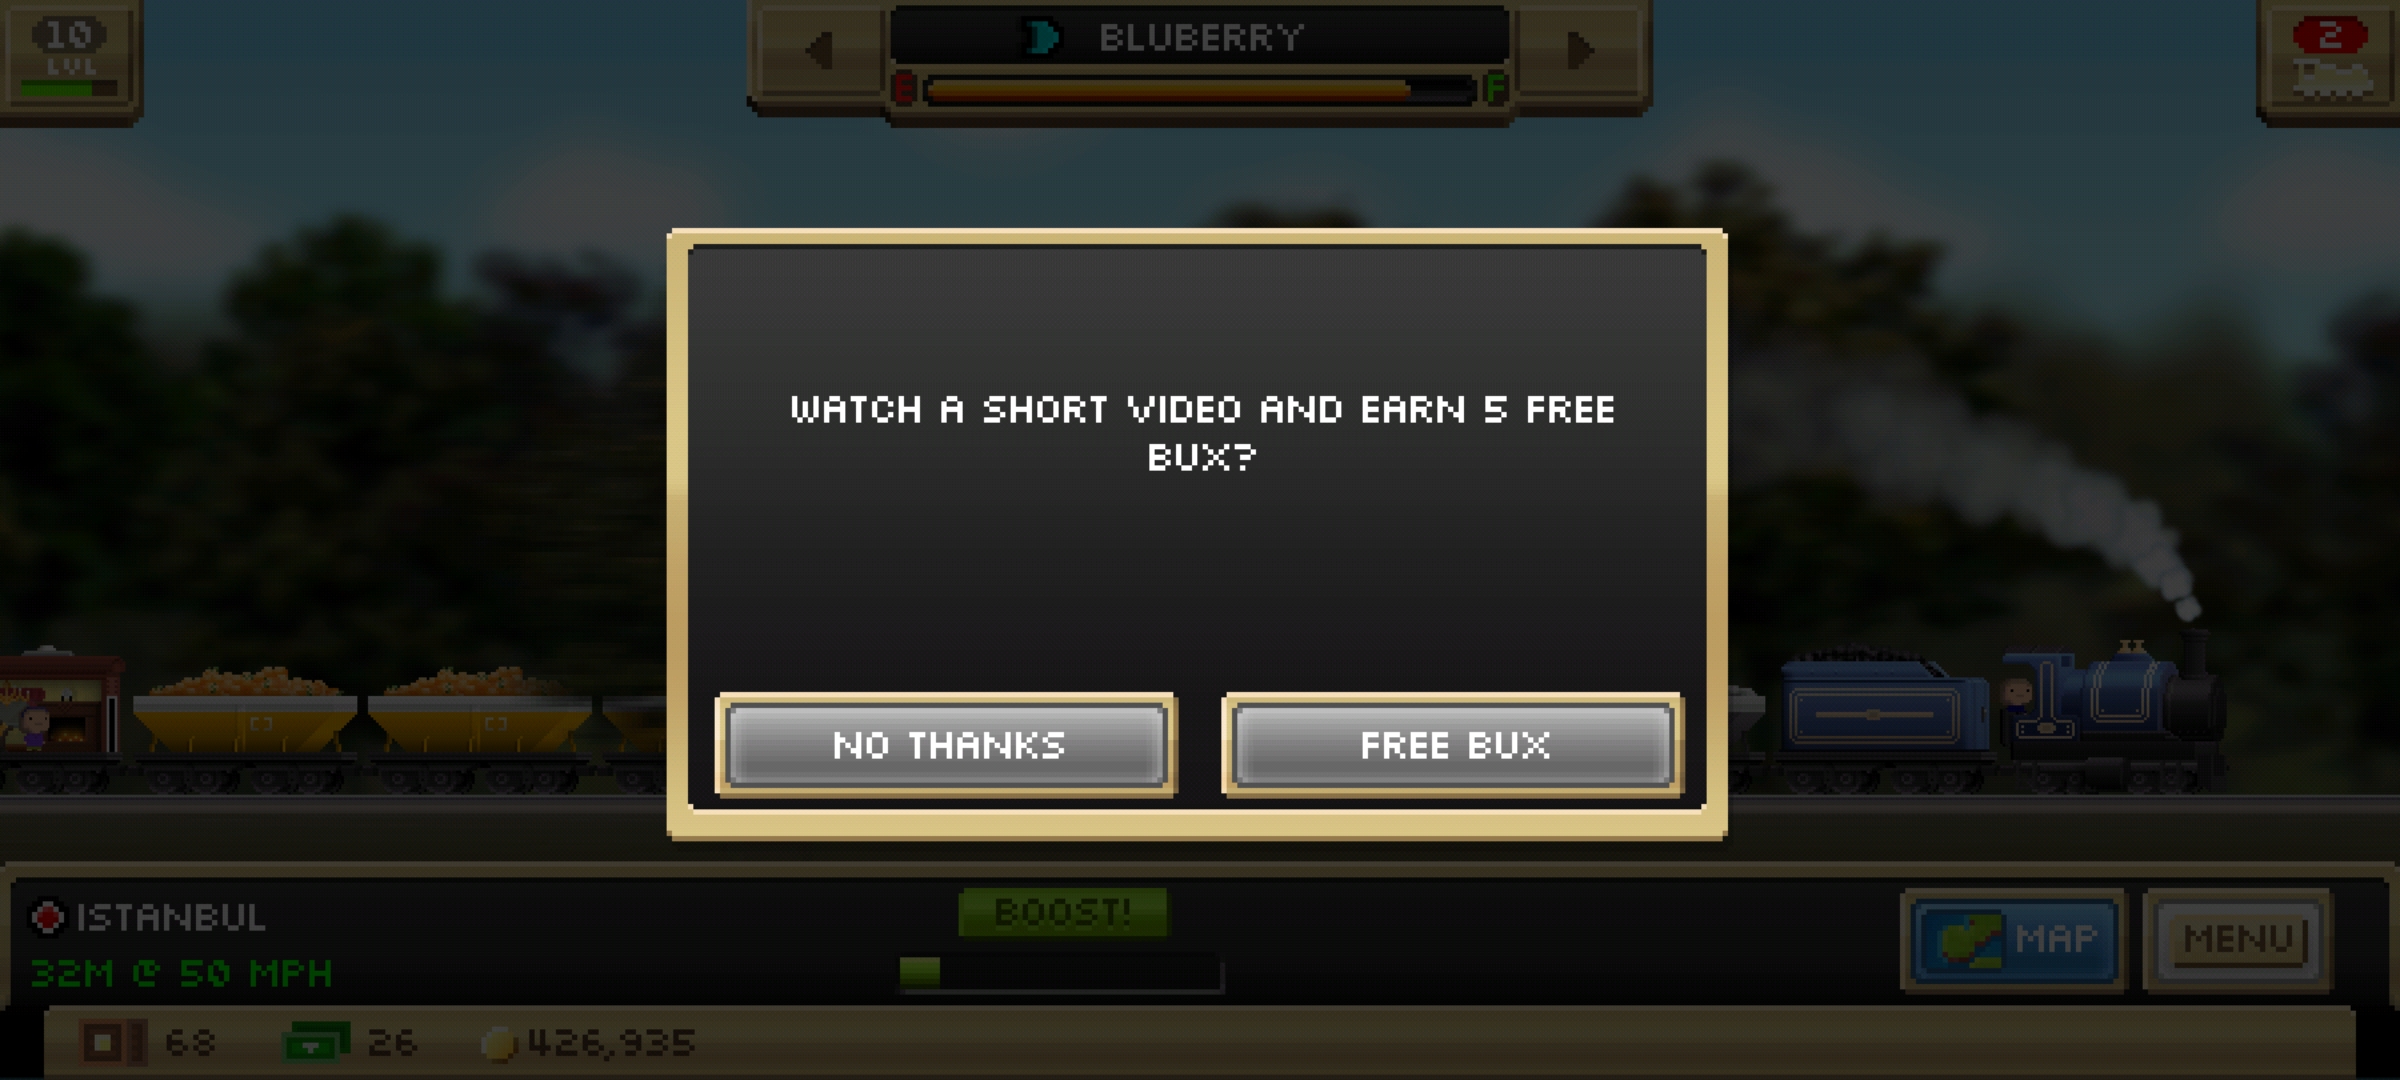 10
LVL
BLUBERRY
E F
2
WATCH A SHORT VIDEO AND EARN 5 FREE
BUX?
NO THANKS
FREE BUX
ISTANBUL
32M @ 50 MPH
BOOST!
MAP
MENU
68 26 426,935